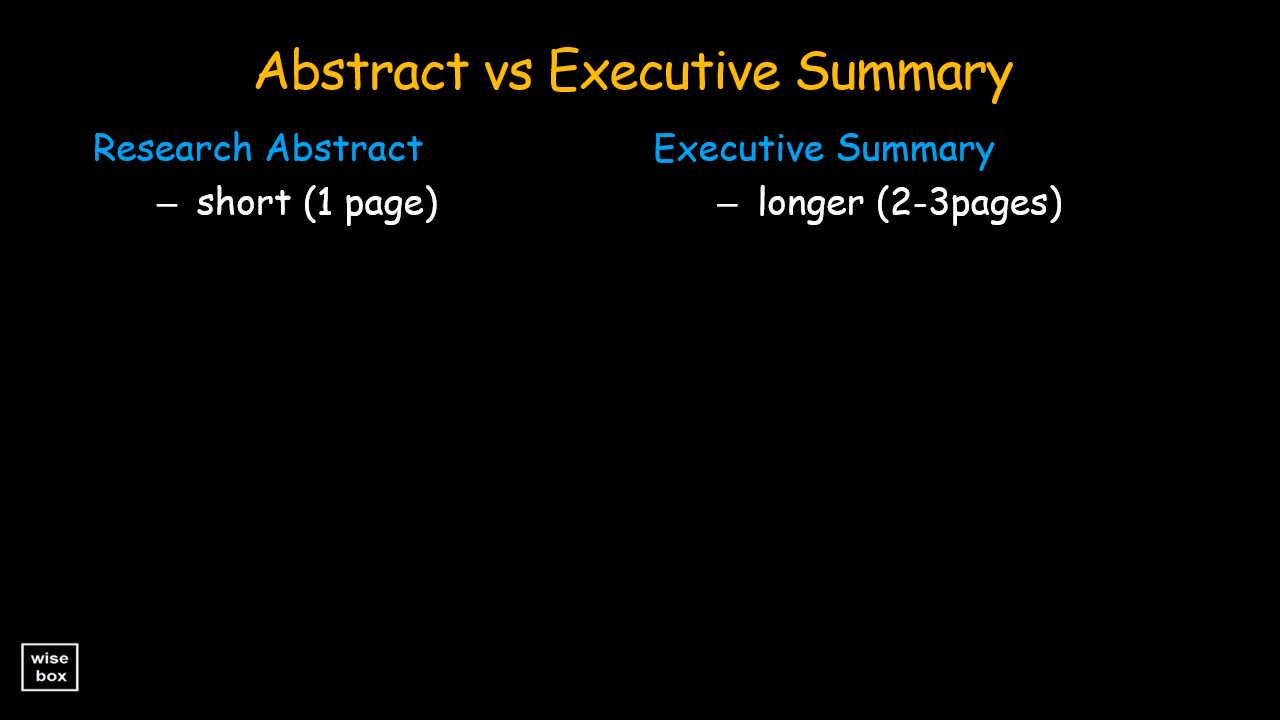 Abstract vs Executive Summary
Research Abstract
– short (1 page)
Executive Summary
– longer (2-3pages)
wise
box